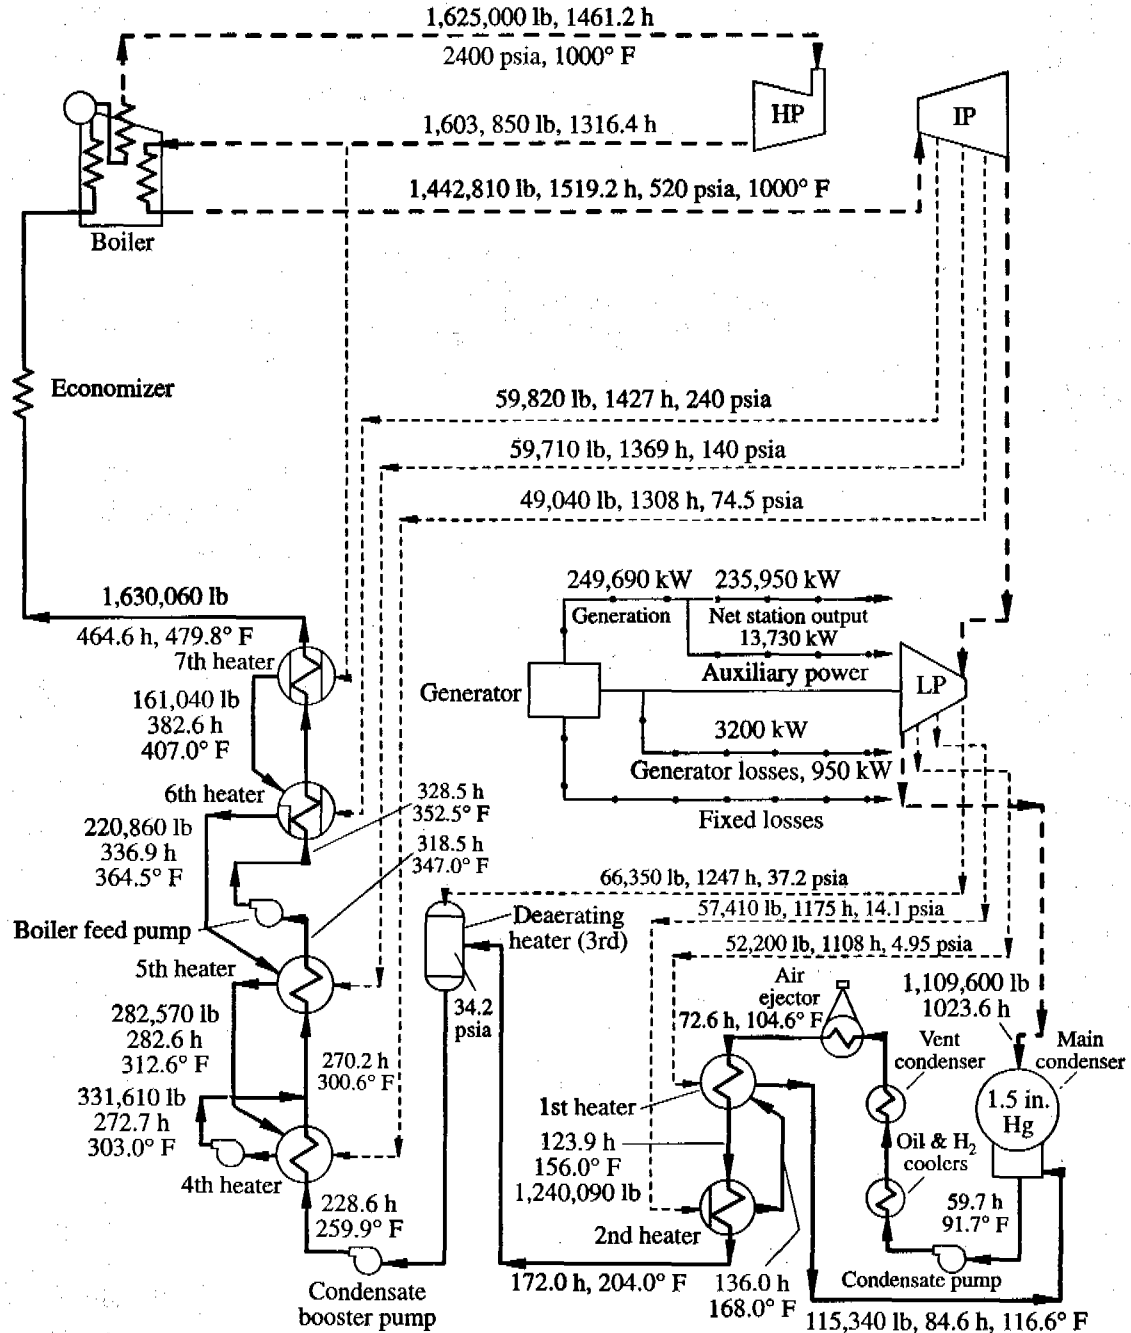 1,625,000 lb, 1461.2 h
2400 psia, 1000° F
HP
IP
1,603, 850 lb, 1316.4 h
1,442,810 lb, 1519.2 h, 520 psia, 1000° F
Boiler
Economizer
59,820 lb, 1427 h, 240 psia
59,710 lb, 1369 h, 140 psia
49,040 lb, 1308 h, 74.5 psia
1,630,060 lb
464.6 h, 479.8° F
7th heater
161,040 lb
382.6 h
407.0° F
249,690 kW
235,950 kW
Generation
Net station output
13,730 kW
Auxiliary power
LP
Generator
3200 kW
Generator losses, 950 kW
Fixed losses
6th heater
220,860 lb
336.9 h
364.5° F
328.5 h
352.5° F
318.5 h
347.0° F
66,350 lb, 1247 h, 37.2 psia
57,410 lb, 1175 h, 14.1 psia
52,200 lb, 1108 h, 4.95 psia
Boiler feed pump
Deaerating
heater (3rd)
5th heater
34.2
psia
282,570 lb
282.6 h
312.6° F
270.2 h
300.6° F
331,610 lb
272.7 h
303.0° F
4th heater
228.6 h
259.9° F
Condensate
booster pump
Air
ejector
72.6 h, 104.6° F
1,109,600 lb
1023.6 h
Vent
condenser
Main
condenser
1.5 in.
Hg
1st heater
123.9 h
156.0° F
1,240,090 lb
Oil & H2
coolers
59.7 h
91.7° F
2nd heater
Condensate pump
172.0 h, 204.0° F
136.0 h
168.0° F
115,340 lb, 84.6 h, 116.6° F